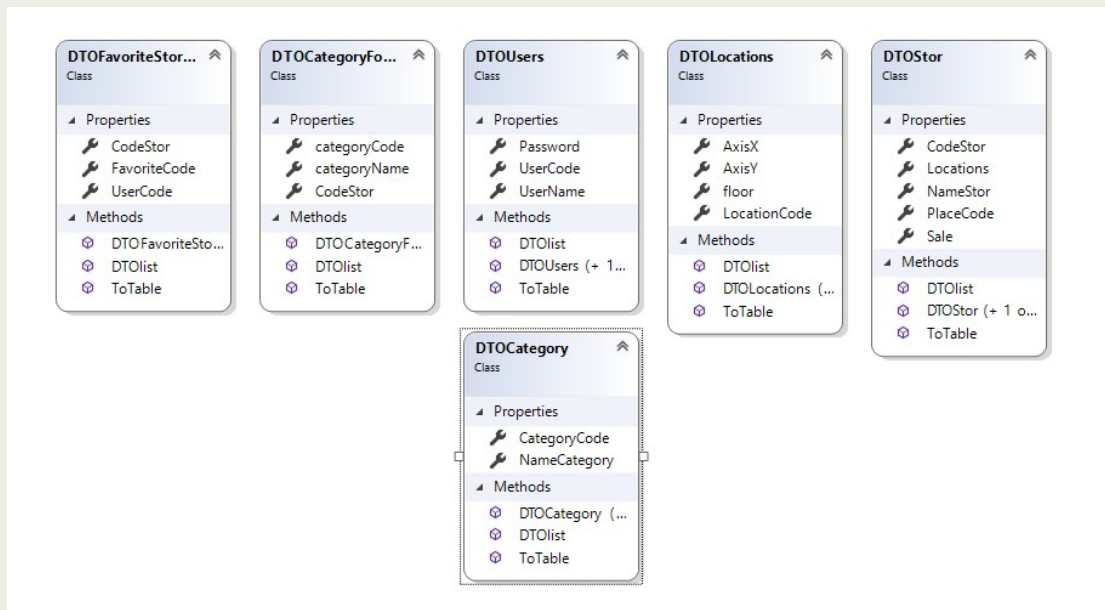 DTOFavoriteStor...
Class
Properties
CodeStor
FavoriteCode
UserCode
Methods
DTOFavoriteSto...
DTOlist
ToTable
DTOCategoryFo...
Class
Properties
categoryCode
categoryName
CodeStor
Methods
DTOCategoryF...
DTOlist
ToTable
DTOUsers
Class
Properties
Password
UserCode
UserName
Methods
DTOlist
DTOUsers (+ 1...
ToTable
DTOLocations
Class
Properties
AxisX
AxisY
floor
LocationCode
Methods
DTOlist
DTOLocations (...
ToTable
DTOStor
Class
Properties
CodeStor
Locations
NameStor
PlaceCode
Sale
Methods
DTOlist
DTOStor (+ 1 o...
ToTable
DTOCategory
Class
Properties
CategoryCode
NameCategory
Methods
DTOCategory (...
DTOlist
ToTable